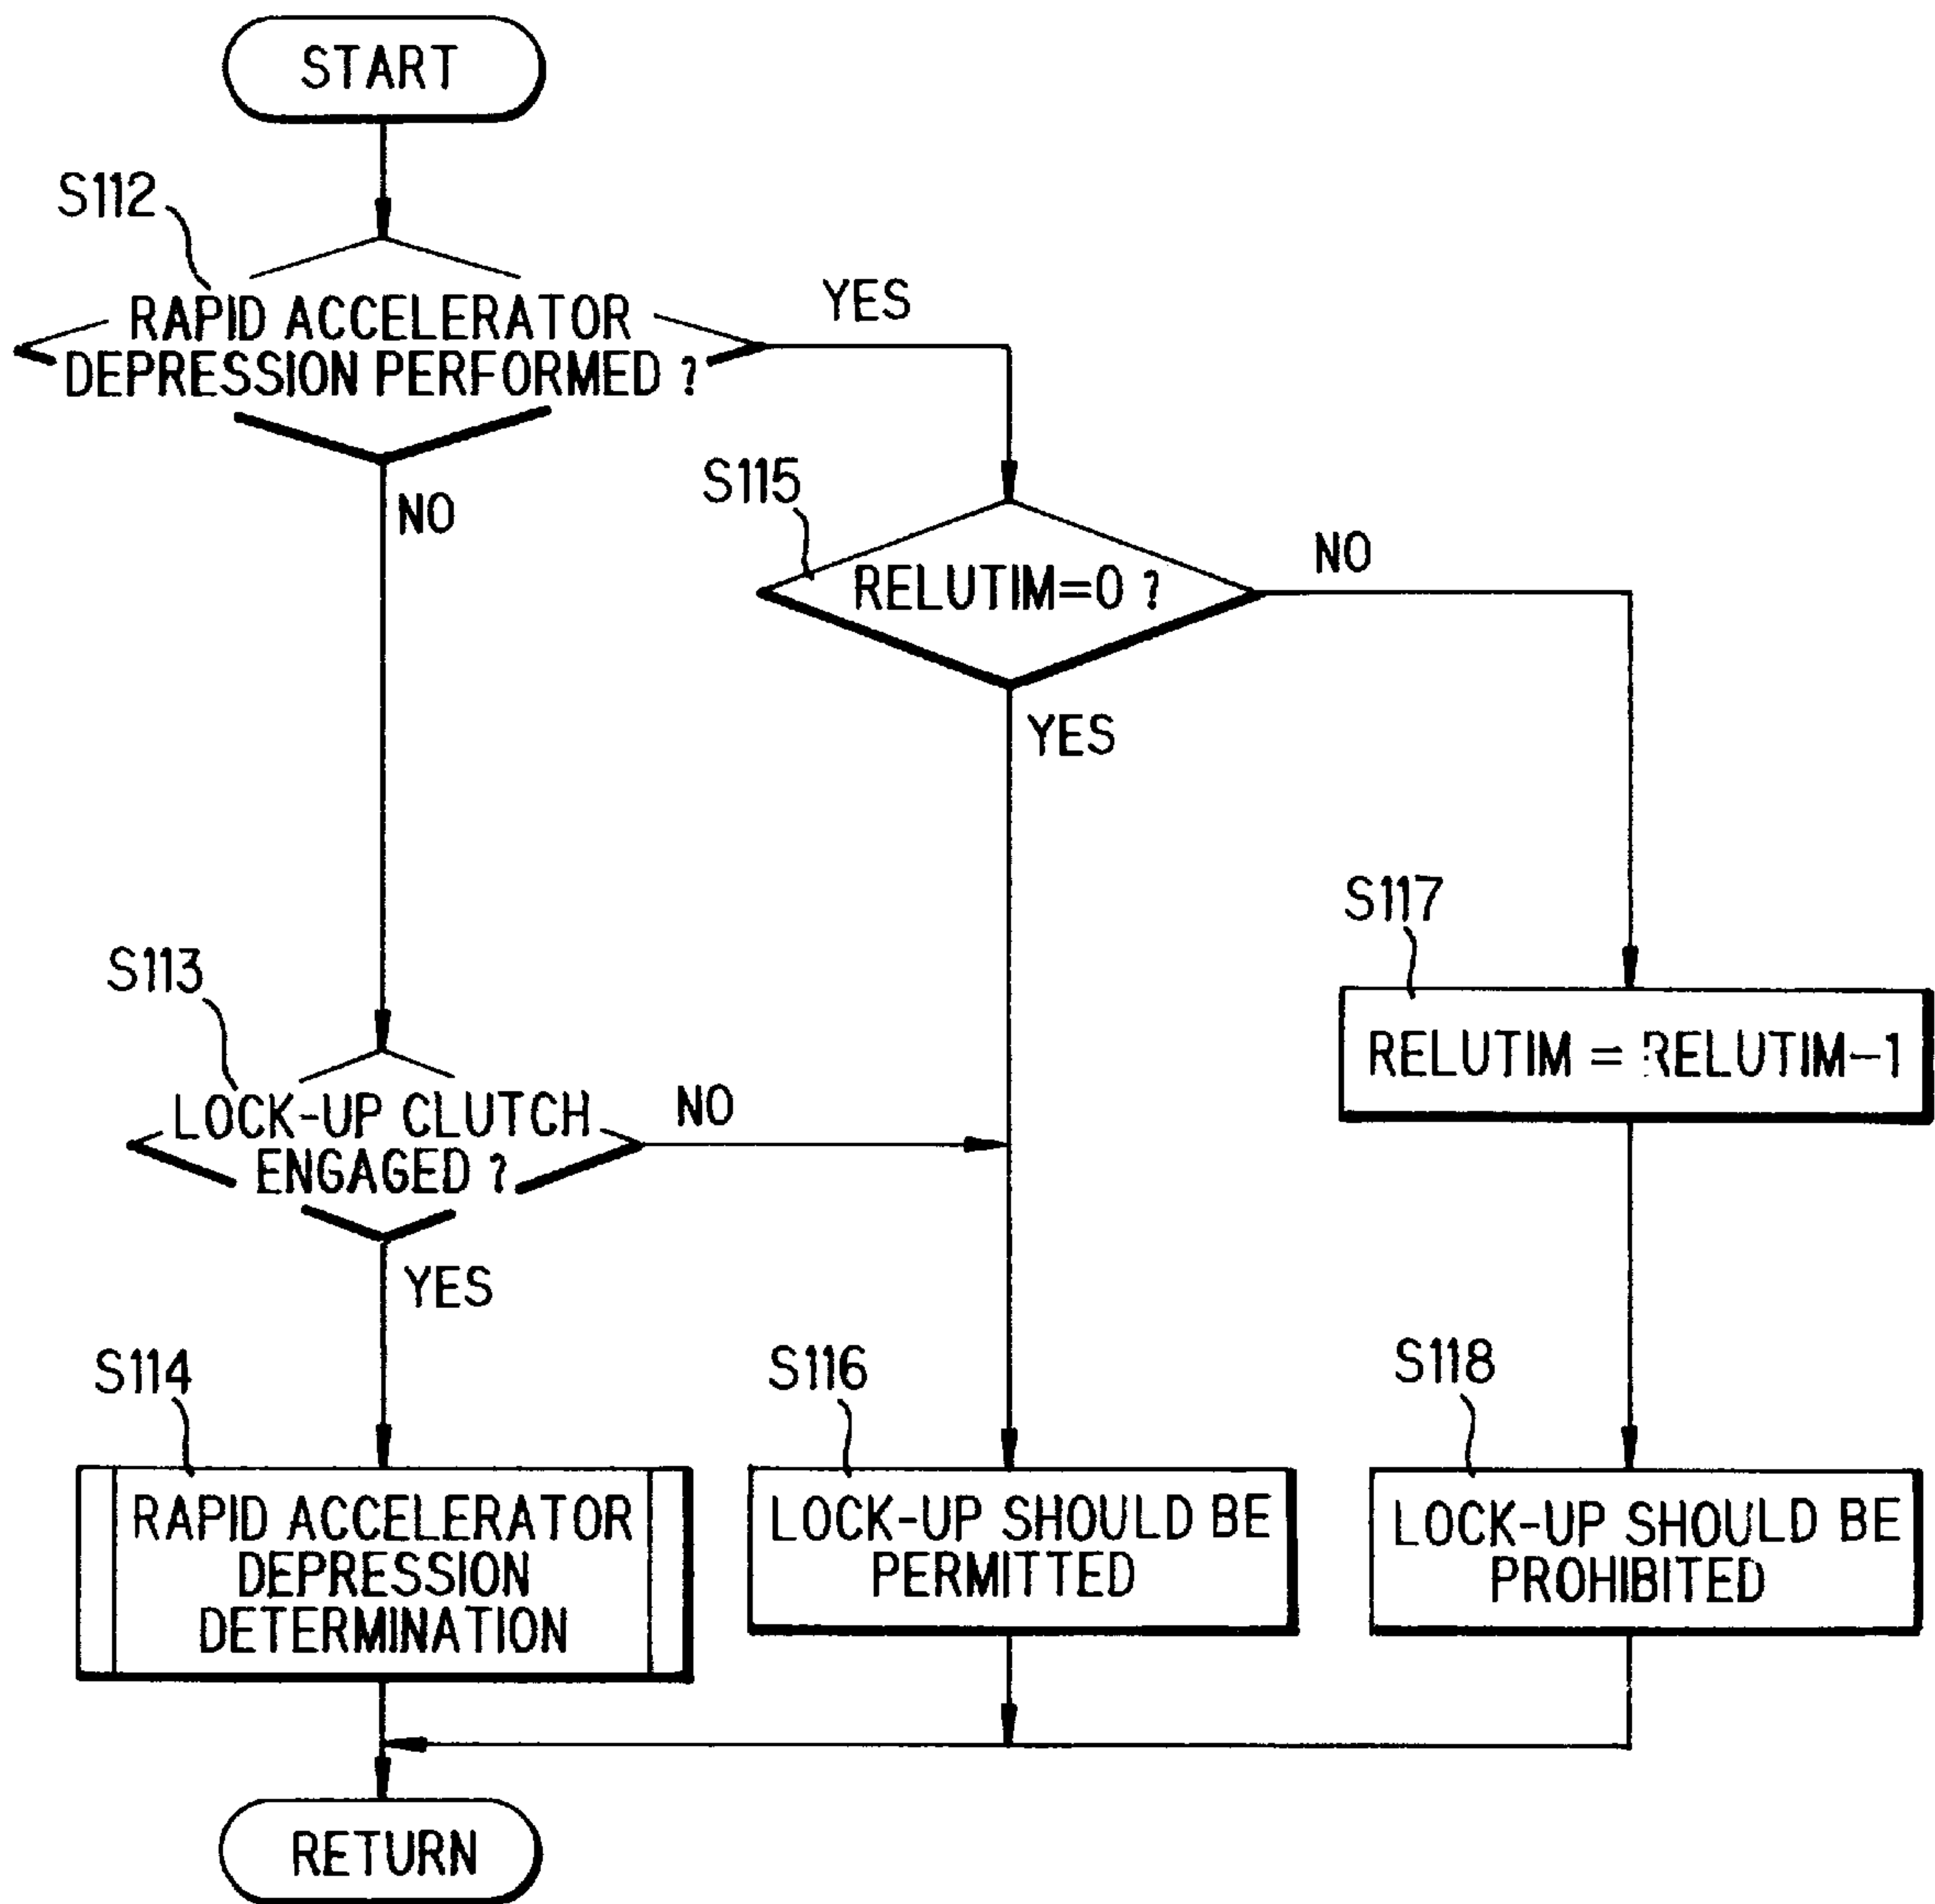 START
S112
RAPID ACCELERATOR
DEPRESSION PERFORMED ?
YES
NO
S115
RELUTIM=0 ?
NO
YES
S117
RELUTIM = RELUTIM-1
S113
LOCK-UP CLUTCH
ENGAGED ?
NO
YES
S114
RAPID ACCELERATOR
DEPRESSION
DETERMINATION
S116
LOCK-UP SHOULD BE
PERMITTED
S118
LOCK-UP SHOULD BE
PROHIBITED
RETURN